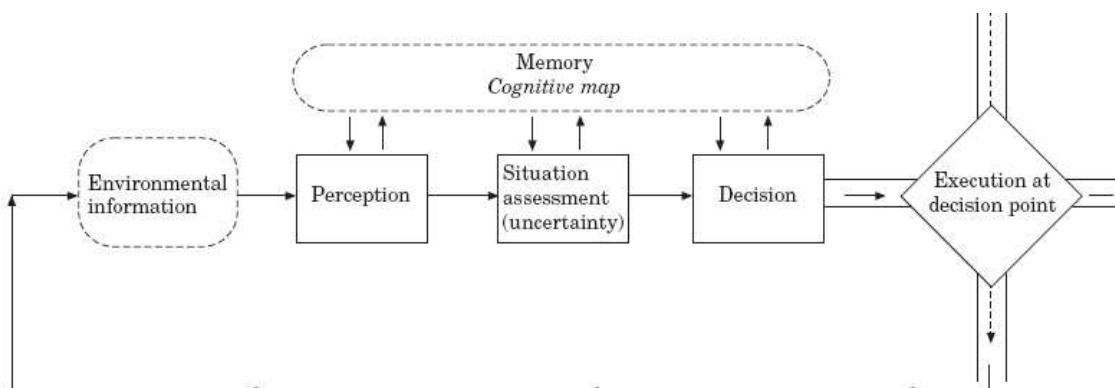 Memory
Cognitive map
Environmental
information
Perception
Situation
assessment
(uncertainty)
Decision
Execution at
decision point